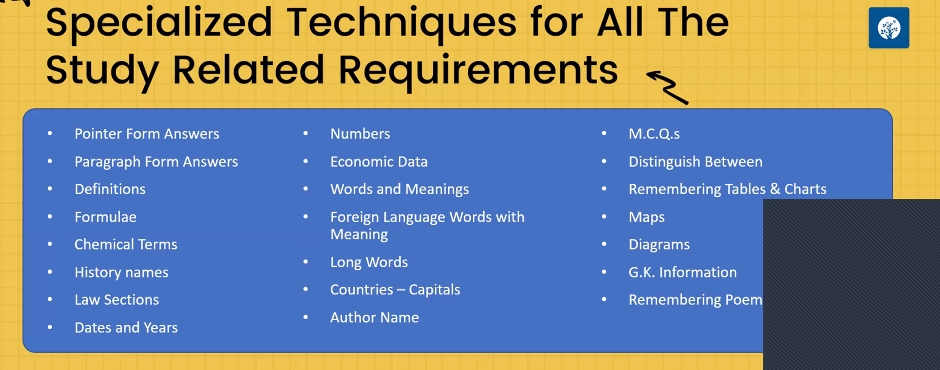 Specialized Techniques for All The
Study Related Requirements
• Pointer Form Answers
• Paragraph Form Answers
• Definitions
• Formulae
• Chemical Terms
• History names
• Law Sections
• Dates and Years
• Numbers
• Economic Data
• Words and Meanings
• Foreign Language Words with
Meaning
• Long Words
• Countries – Capitals
• Author Name
• M.C.Q.s
• Distinguish Between
• Remembering Tables & Charts
• Maps
• Diagrams
• G.K. Information
• Remembering Poem